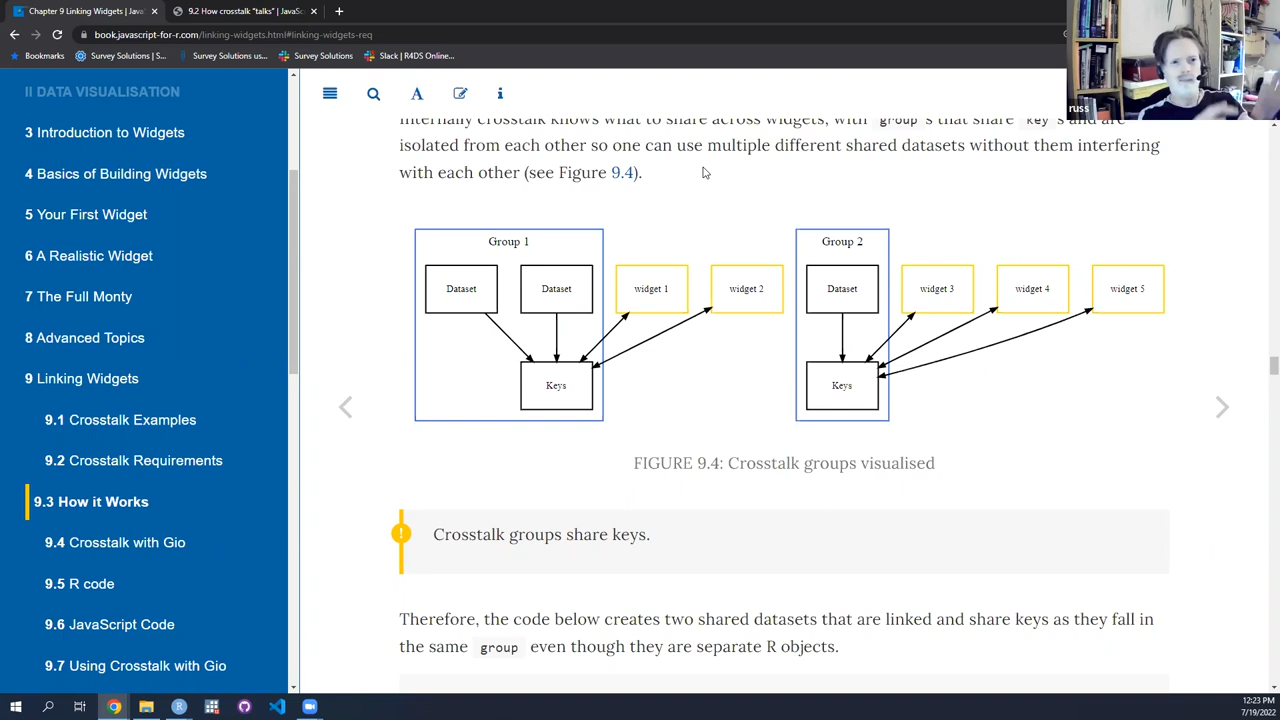 Chapter 9 Linking Widgets | Java
9.2 How crosstalk "talks" | JavaSc
book.javascript-for-r.com/linking-widgets.html#linking-widgets-req
Bookmarks
Survey Solutions | S...
Survey Solutions us...
Survey Solutions
Slack | R4DS Online...
russ
II DATA VISUALISATION
3 Introduction to Widgets
4 Basics of Building Widgets
5 Your First Widget
6 A Realistic Widget
7 The Full Monty
8 Advanced Topics
9 Linking Widgets
9.1 Crosstalk Examples
9.2 Crosstalk Requirements
9.3 How it Works
9.4 Crosstalk with Gio
9.5 R code
9.6 JavaScript Code
9.7 Using Crosstalk with Gio
Internally crosstalk knows what to share across widgets, with group s that share key s and are
isolated from each other so one can use multiple different shared datasets without them interfering
with each other (see Figure 9.4).
Group 1
Dataset
Dataset
widget 1
widget 2
Keys
Group 2
Dataset
widget 3
widget 4
widget 5
Keys
FIGURE 9.4: Crosstalk groups visualised
Crosstalk groups share keys.
Therefore, the code below creates two shared datasets that are linked and share keys as they fall in
the same group even though they are separate R objects.
12:23 PM
7/19/2022